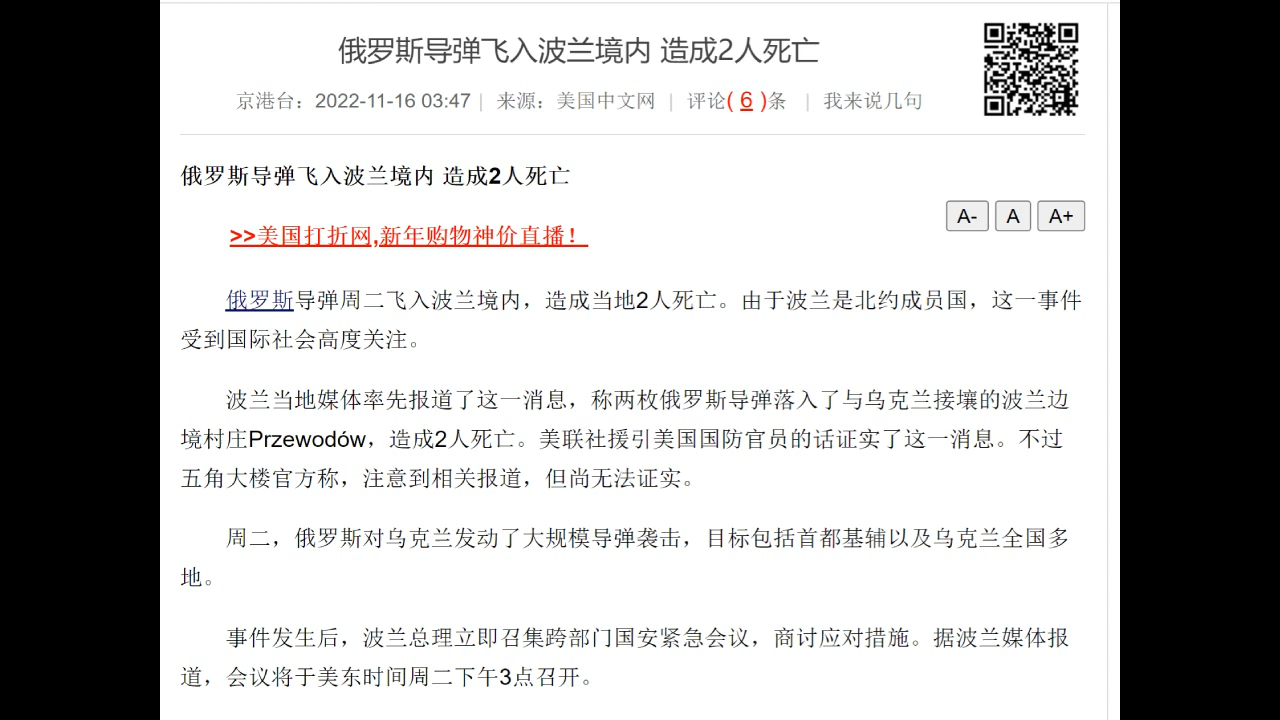 俄罗斯导弹飞入波兰境内 造成2人死亡
京港台：2022-11-16 03:47｜ 来源：美国中文网 ｜ 评论( 6 )条 ｜ 我来说几句
俄罗斯导弹飞入波兰境内 造成2人死亡
A- A A+
>>美国打折网,新年购物神价直播！
俄罗斯导弹周二飞入波兰境内，造成当地2人死亡。由于波兰是北约成员国，这一事件
受到国际社会高度关注。
波兰当地媒体率先报道了这一消息，称两枚俄罗斯导弹落入了与乌克兰接壤的波兰边
境村庄Przewodów，造成2人死亡。美联社援引美国国防官员的话证实了这一消息。不过
五角大楼官方称，注意到相关报道，但尚无法证实。
周二，俄罗斯对乌克兰发动了大规模导弹袭击，目标包括首都基辅以及乌克兰全国多
地。
事件发生后，波兰总理立即召集跨部门国安紧急会议，商讨应对措施。据波兰媒体报
道，会议将于美东时间周二下午3点召开。